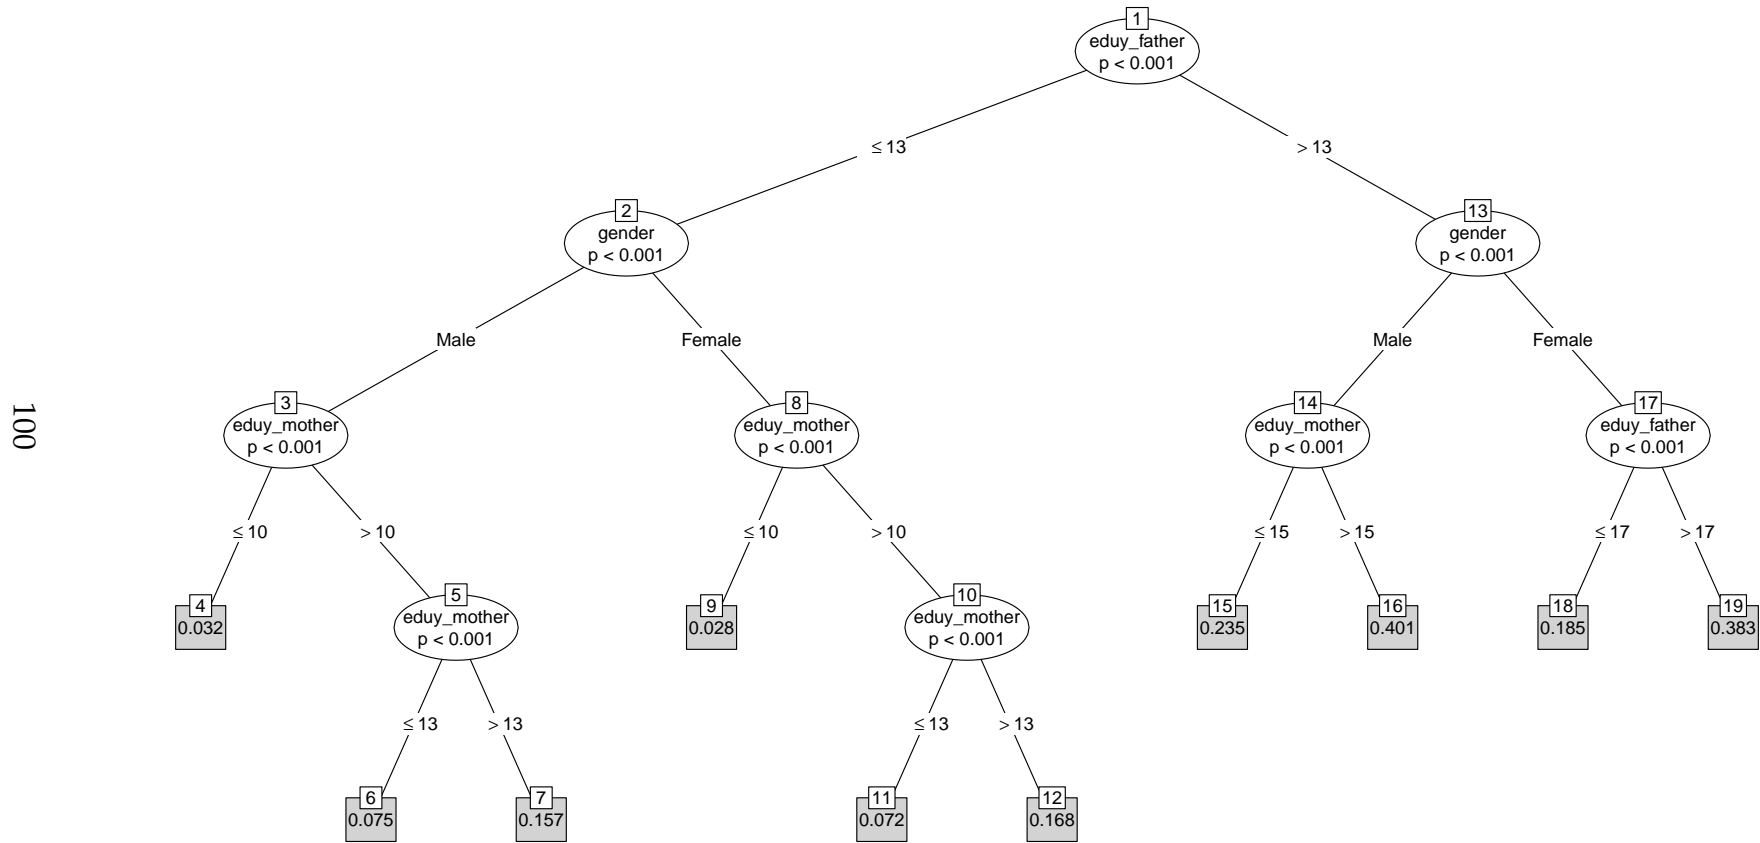 1
eduy_father
p < 0.001
≤ 13
> 13
2
gender
p < 0.001
13
gender
p < 0.001
Male
Female
Male
Female
3
eduy_mother
p < 0.001
8
eduy_mother
p < 0.001
14
eduy_mother
p < 0.001
17
eduy_father
p < 0.001
100
≤ 10
> 10
≤ 10
> 10
≤ 15
> 15
≤ 17
> 17
4
0.032
5
eduy_mother
p < 0.001
9
0.028
10
eduy_mother
p < 0.001
15
0.235
16
0.401
18
0.185
19
0.383
≤ 13
> 13
≤ 13
> 13
6
0.075
7
0.157
11
0.072
12
0.168